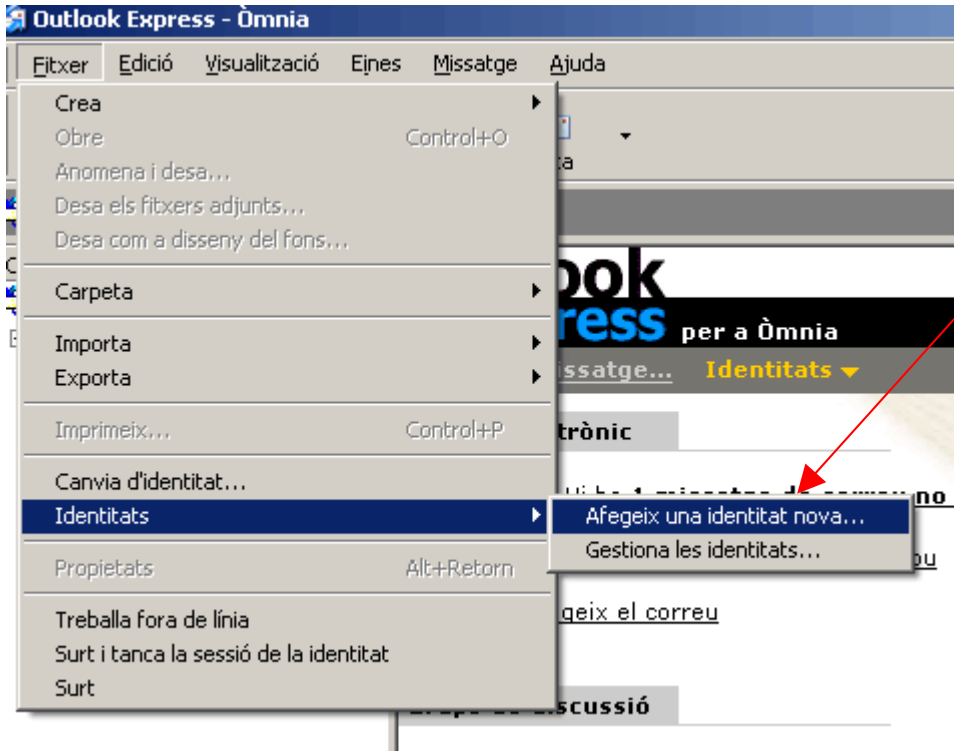 Outlook Express - Òmnia
Fitxer Edició Visualització Eines Missatge Ajuda
Crea
Obre Control+O
Anomena i desa...
Desa els fitxers adjunts...
Desa com a disseny del fons...
Carpeta
Importa
Exporta
Imprimeix... Control+P
Canvia d'identitat...
Identitats
Propietats Alt+Retorn
Treballa fora de línia
Surt i tanca la sessió de la identitat
Surt
Afegeix una identitat nova...
Gestiona les identitats...
ook
ress per a Òmnia
issatge... Identitats
trònic
no
geix el correu
scussió